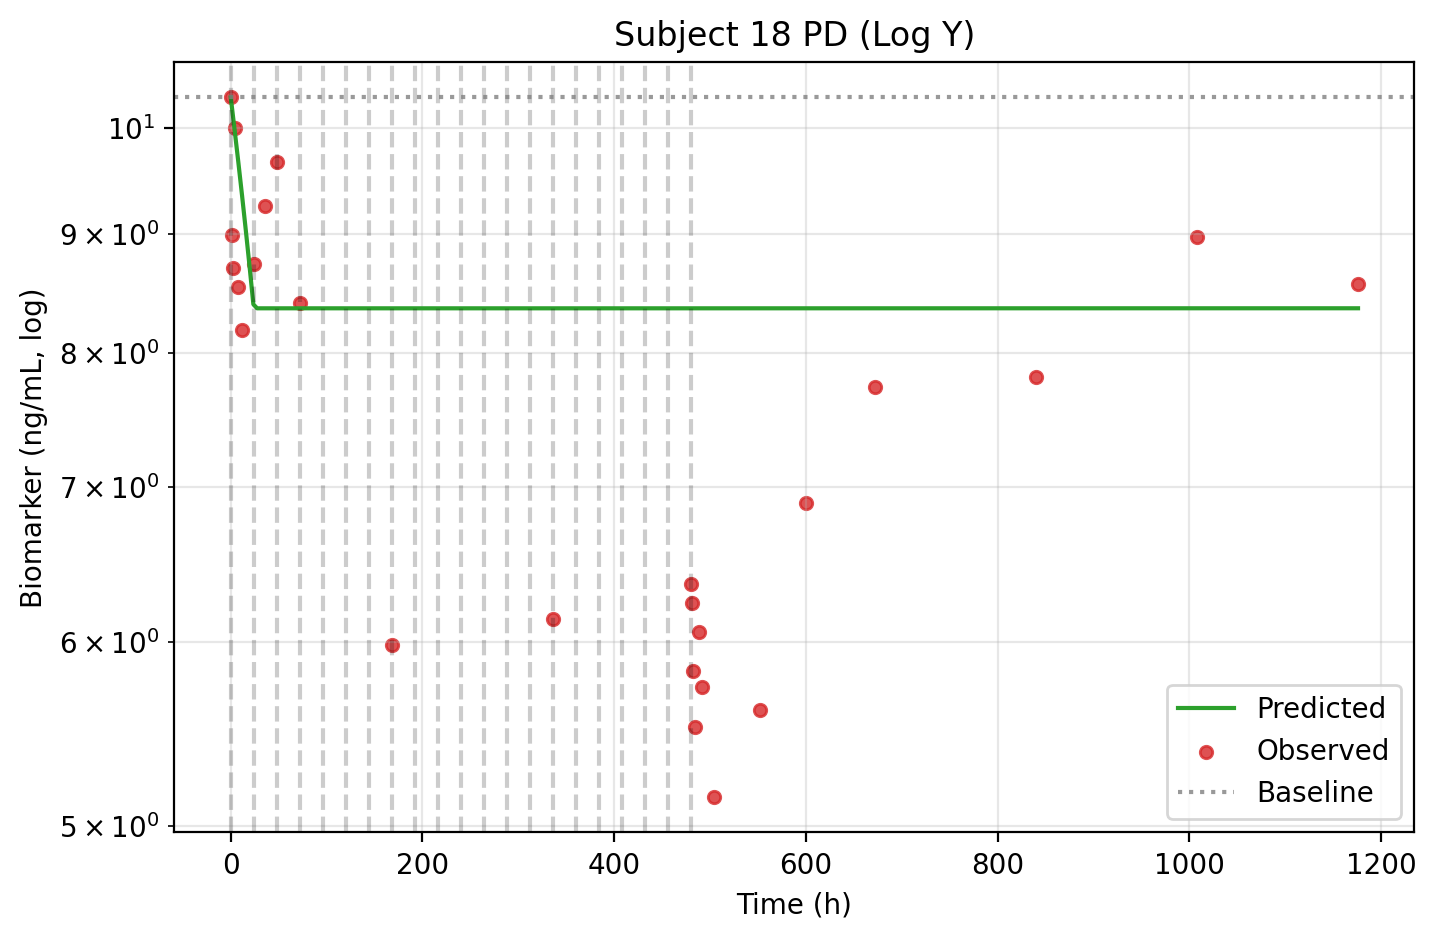 Subject 18 PD (Log Y)
Biomarker (ng/mL, log)
10¹
9 × 10⁰
8 × 10⁰
7 × 10⁰
6 × 10⁰
5 × 10⁰
Predicted
Observed
Baseline
0 200 400 600 800 1000 1200
Time (h)